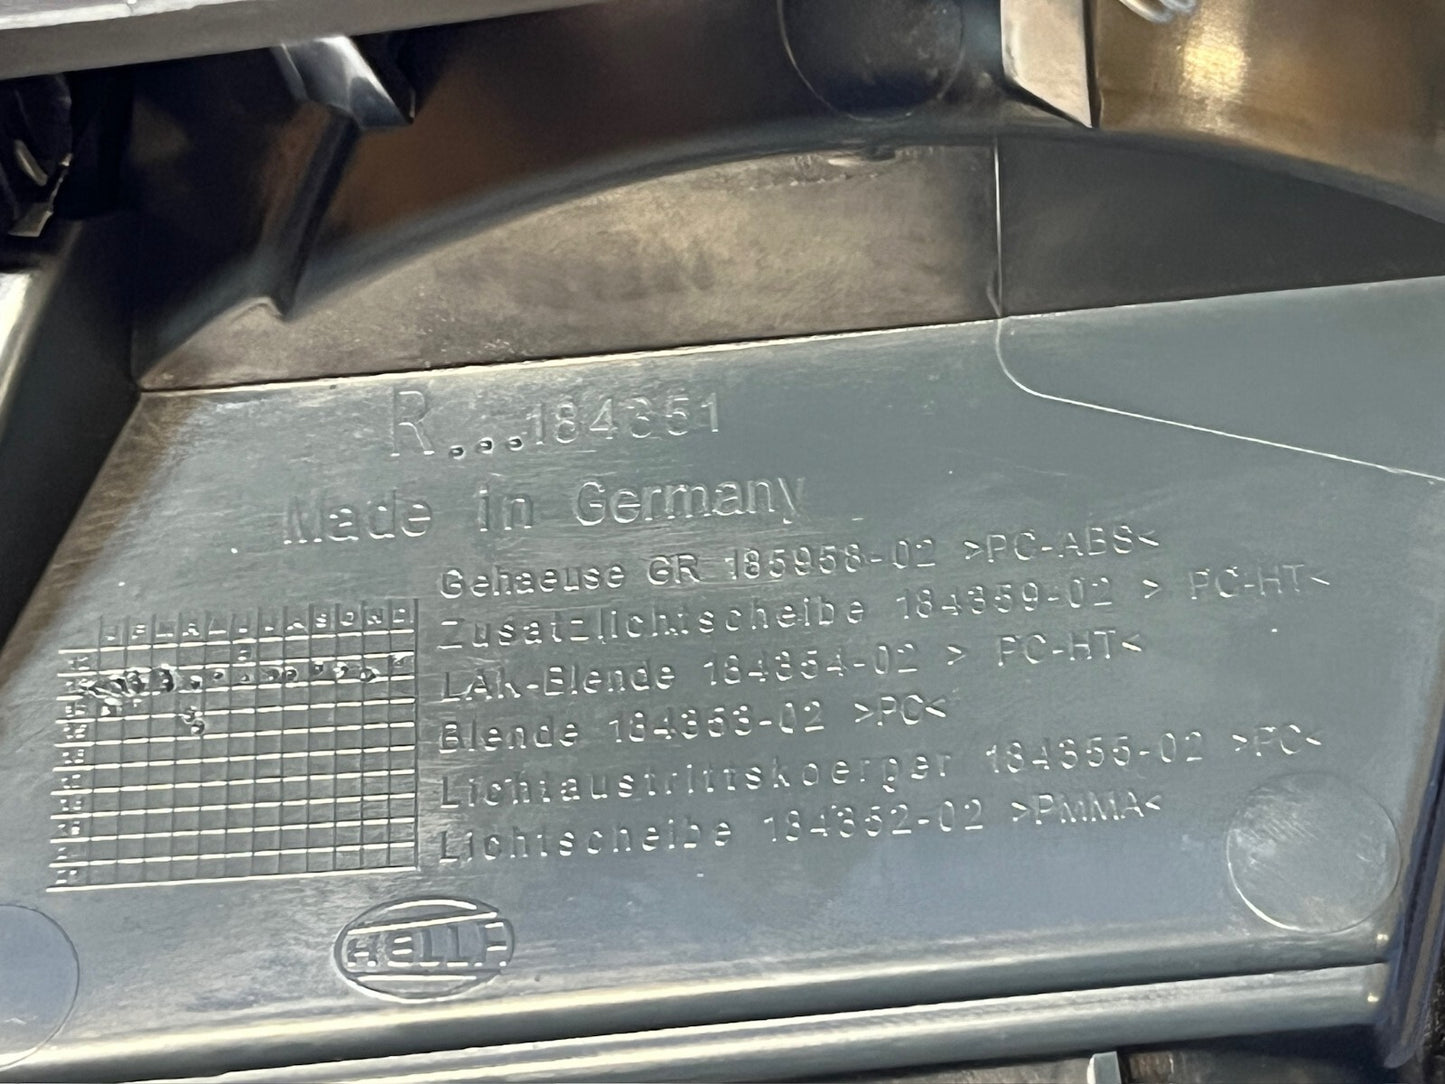 R...184351
Made in Germany
Gehaeuse GR 185958-02 >PC-ABS<
Zusatzlichtscheibe 184359-02 > PC-HT<
LAK-Blende 184354-02 > PC-HT<
Blende 184353-02 >PC<
Lichtaustrittskoerper 184355-02 >PC<
Lichtscheibe 184352-02 >PMMA<
J F M A M J J A S O N D
HELLA